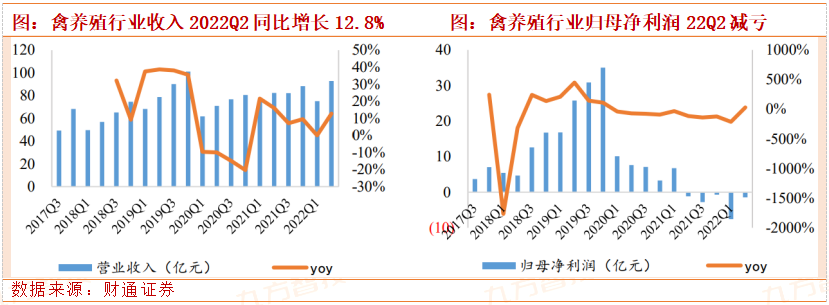 图：禽养殖行业收入 2022Q2 同比增长 12.8%
120
100
80
60
40
20
0
50%
40%
30%
20%
10%
0%
-10%
-20%
-30%
2017Q3
2018Q1
2018Q3
2019Q1
2019Q3
2020Q1
2020Q3
2021Q1
2021Q3
2022Q1
营业收入（亿元）
yoy
图：禽养殖行业归母净利润 22Q2 减亏
40
30
20
10
0
(10)
1000%
500%
0%
-500%
-1000%
-1500%
-2000%
2017Q3
2018Q1
2018Q3
2019Q1
2019Q3
2020Q1
2020Q3
2021Q1
2021Q3
2022Q1
归母净利润（亿元）
yoy
数据来源：财通证券